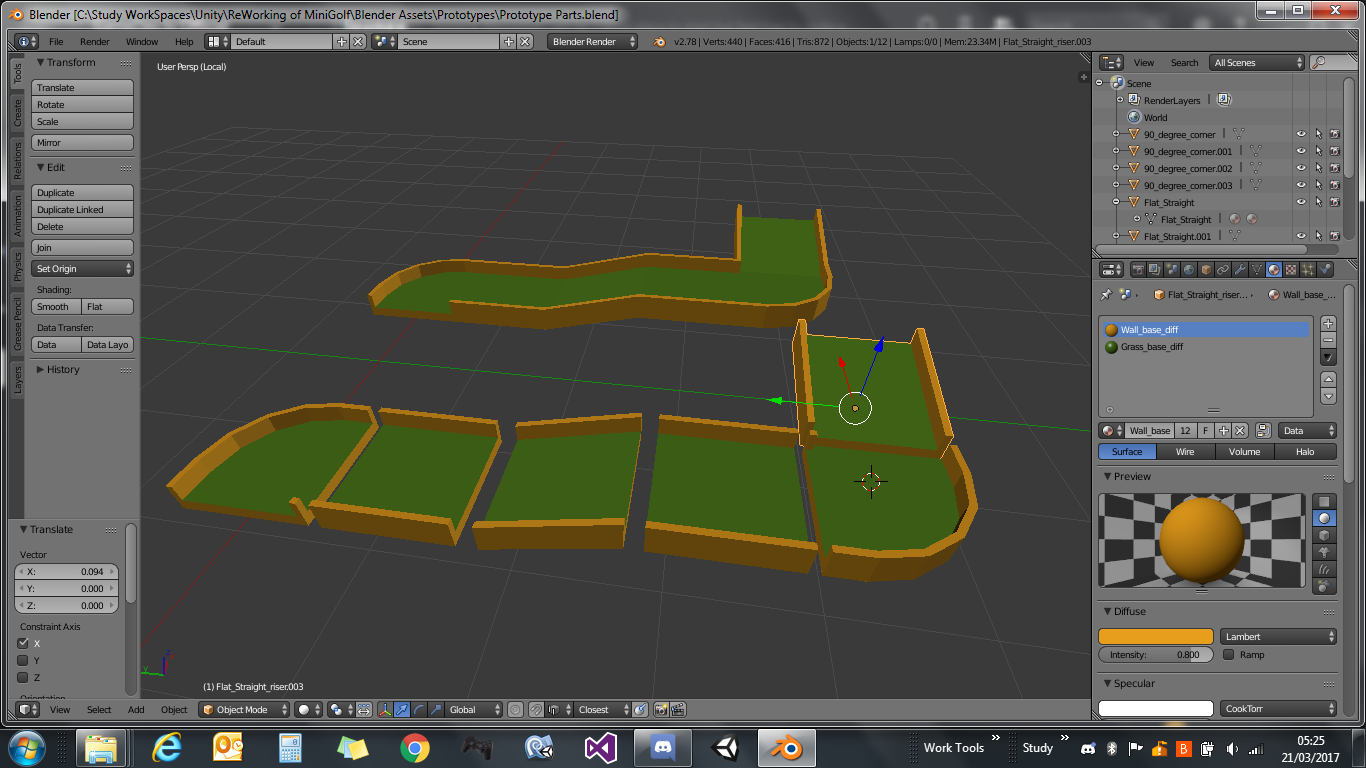 Blender [C:\Study WorkSpaces\Unity\ReWorking of MiniGolf\Blender Assets\Prototypes\Prototype Parts.blend]
File Render Window Help Default Scene Blender Render v2.78 | Verts:440 | Faces:416 | Tris:872 | Objects:1/12 | Lamps:0/0 | Mem:23.34M | Flat_Straight_riser.003
Tools
Create
Relations
Animation
Physics
Grease Pencil
Layers
Transform
Translate
Rotate
Scale
Mirror
Edit
Duplicate
Duplicate Linked
Delete
Join
Set Origin
Shading:
Smooth Flat
Data Transfer:
Data Data Layo
History
Translate
Vector
X: 0.094
Y: 0.000
Z: 0.000
Constraint Axis
X
Y
Z
Orientation
User Persp (Local)
(1) Flat_Straight_riser.003
View Select Add Object Object Mode Global Closest
View Search All Scenes
Scene
RenderLayers
World
90_degree_corner
90_degree_corner.001
90_degree_corner.002
90_degree_corner.003
Flat_Straight
Flat_Straight
Flat_Straight.001
Flat_Straight_riser... Wall_base_...
Wall_base_diff
Grass_base_diff
Wall_base 12 F Data
Surface Wire Volume Halo
Preview
Diffuse
Lambert
Intensity: 0.800 Ramp
Specular
CookTorr
Work Tools » Study »
05:25
21/03/2017